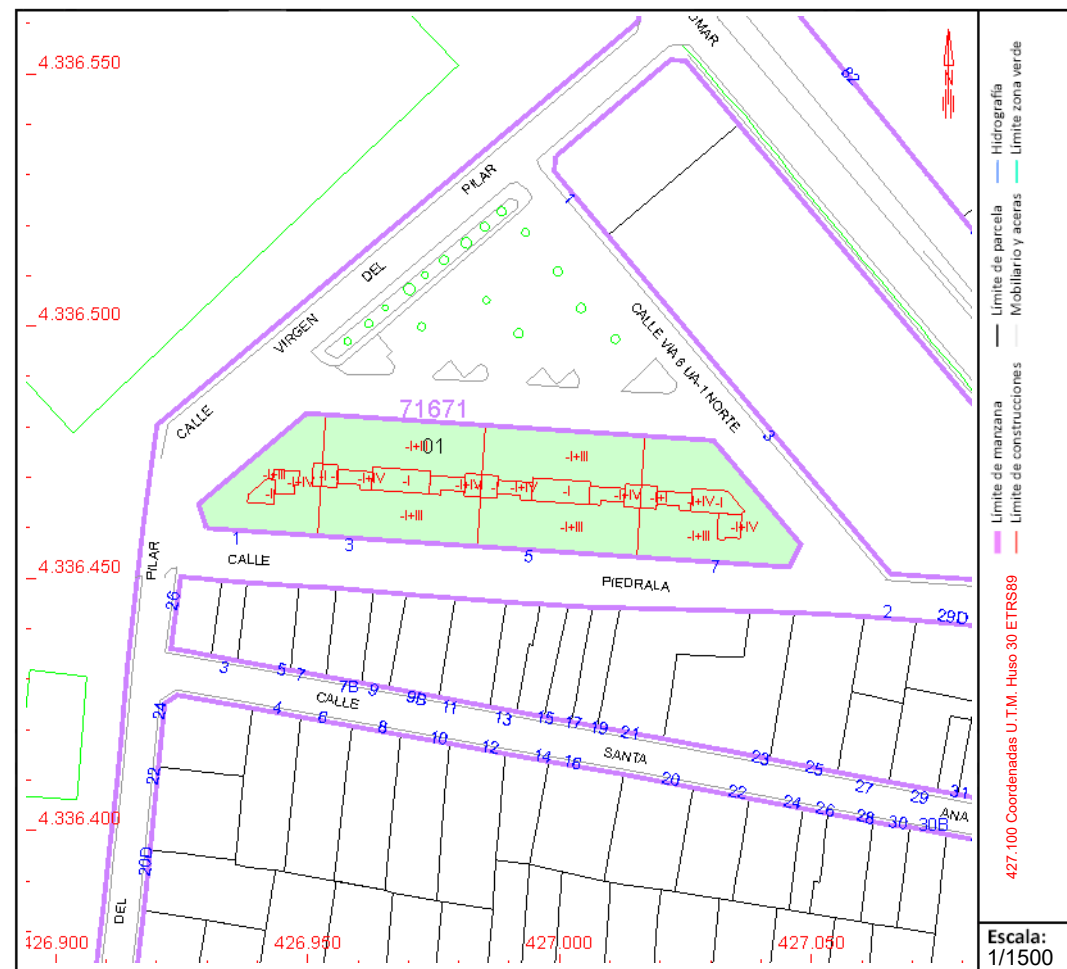 4.336.550
4.336.500
4.336.450
4.336.400
426.900
426.950
427.000
427.050
OMAR
82
N
PILAR
DEL
VIRGEN
CALLE
1
CALLE VIA 6 UA-1 NORTE
3
71671
01
-I+III
-I+III
-I+III
-I
-I+IV
-I
-I+IV
-I
-I+IV
-I
-I+IV
-I
-I+IV
-I+I
-I+IV
-I
-I+IV
-I+III
-I+III
-I+III
1
3
5
7
CALLE
PIEDRALA
PILAR
26
2
29D
3
5
7
7B
9
9B
11
13
15
17
19
21
23
25
27
29
31
CALLE
SANTA
ANA
24
22
20D
4
6
8
10
12
14
16
20
22
24
26
28
30
30B
DEL
Límite de manzana
Límite de parcela
Hidrografía
Límite de construcciones
Mobiliario y aceras
Límite zona verde
427.100 Coordenadas U.T.M. Huso 30 ETRS89
Escala:
1/1500